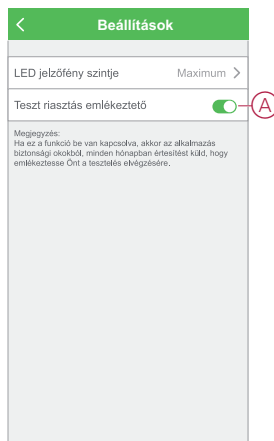 Beállítások
LED jelzőfény szintje Maximum
Teszt riasztás emlékeztető
A
Megjegyzés:
Ha ez a funkció be van kapcsolva, akkor az alkalmazás
biztonsági okokból, minden hónapban értesítést küld, hogy
emlékeztesse Önt a tesztelés elvégzésére.